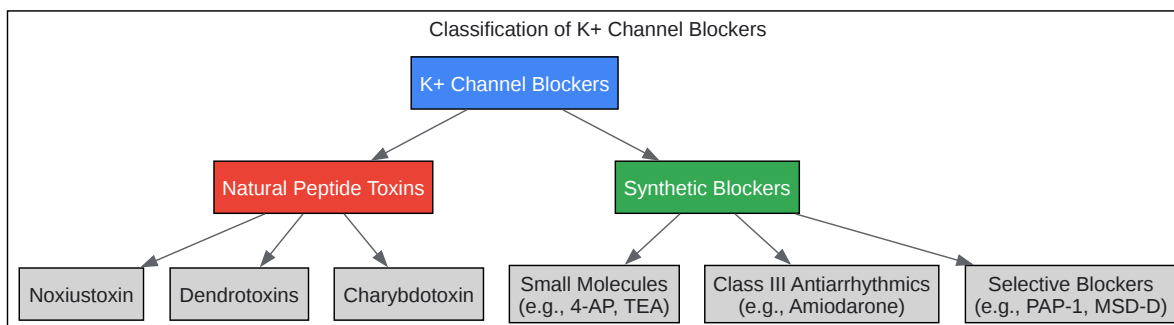 Classification of K+ Channel Blockers
K+ Channel Blockers
Natural Peptide Toxins
Synthetic Blockers
Noxiustoxin
Dendrotoxins
Charybdotoxin
Small Molecules
(e.g., 4-AP, TEA)
Class III Antiarrhythmics
(e.g., Amiodarone)
Selective Blockers
(e.g., PAP-1, MSD-D)